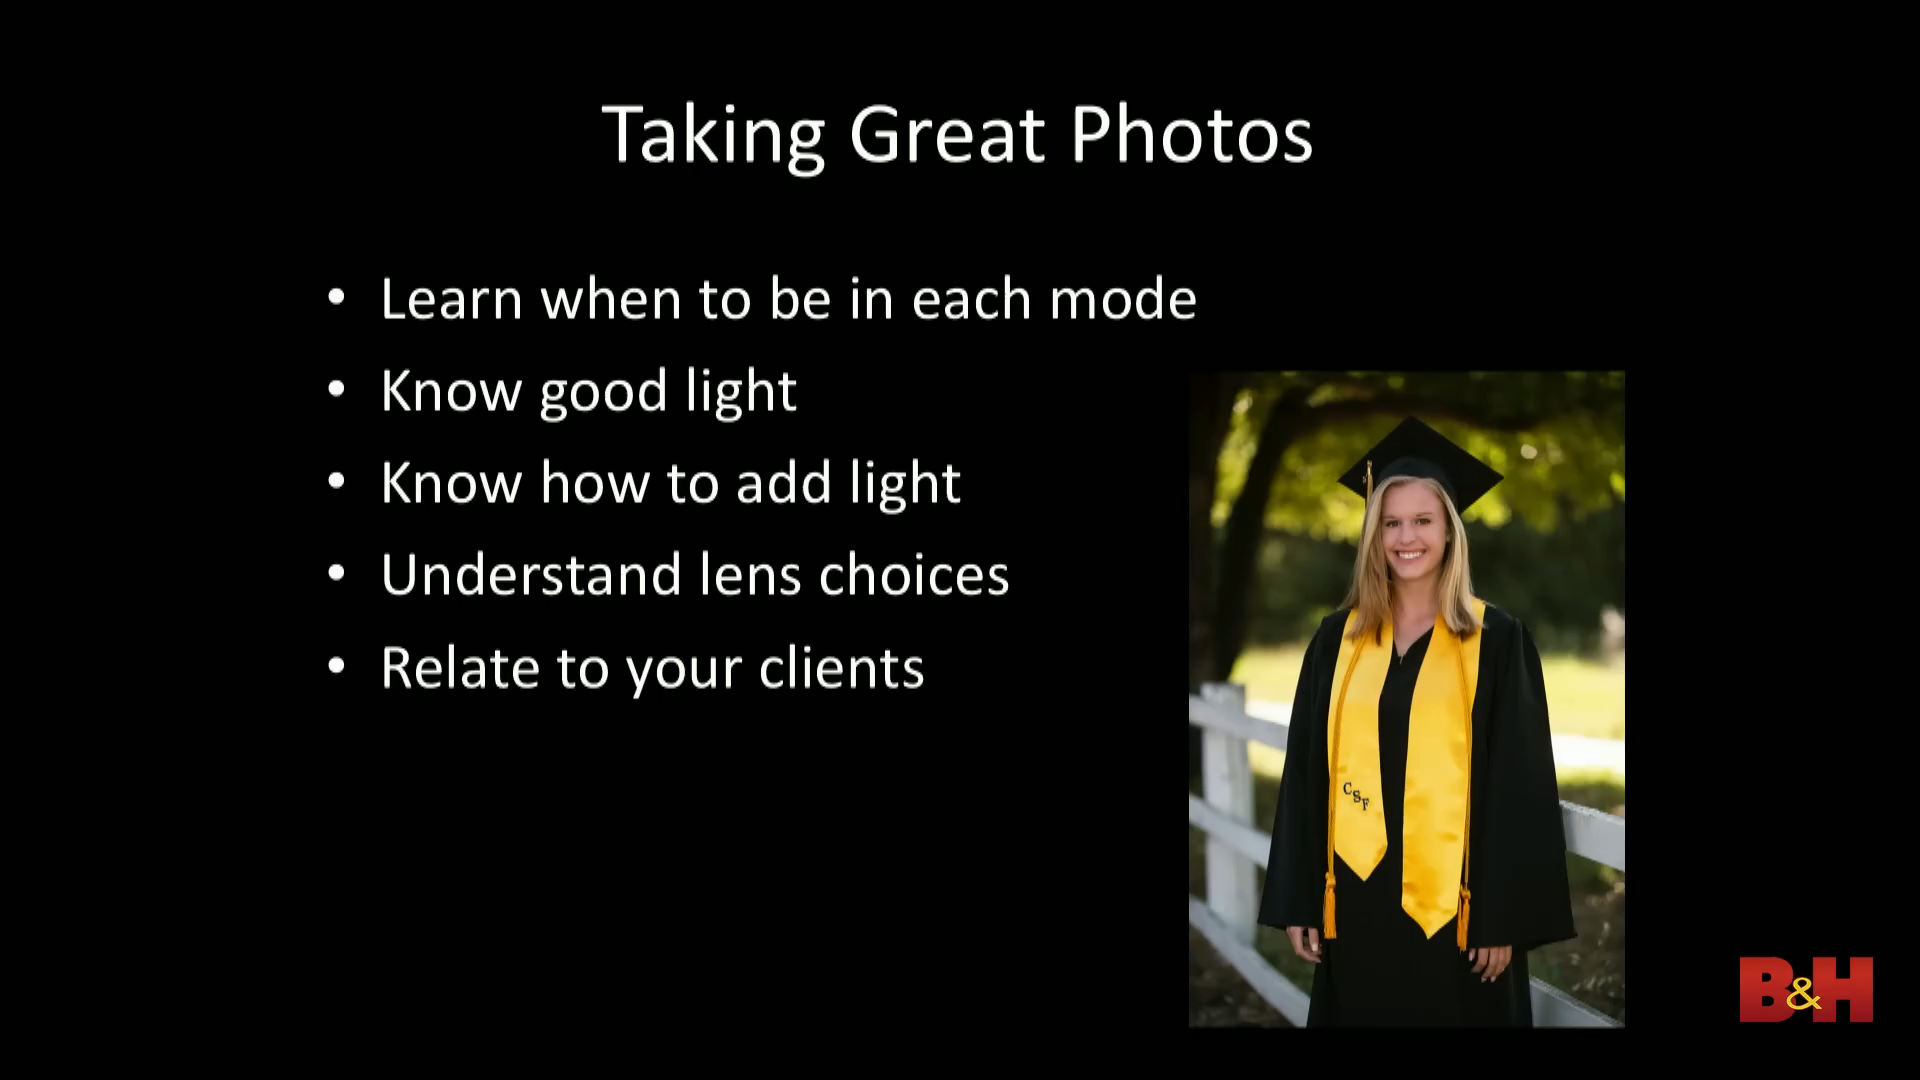 Taking Great Photos
• Learn when to be in each mode
• Know good light
• Know how to add light
• Understand lens choices
• Relate to your clients
CSF
B&H